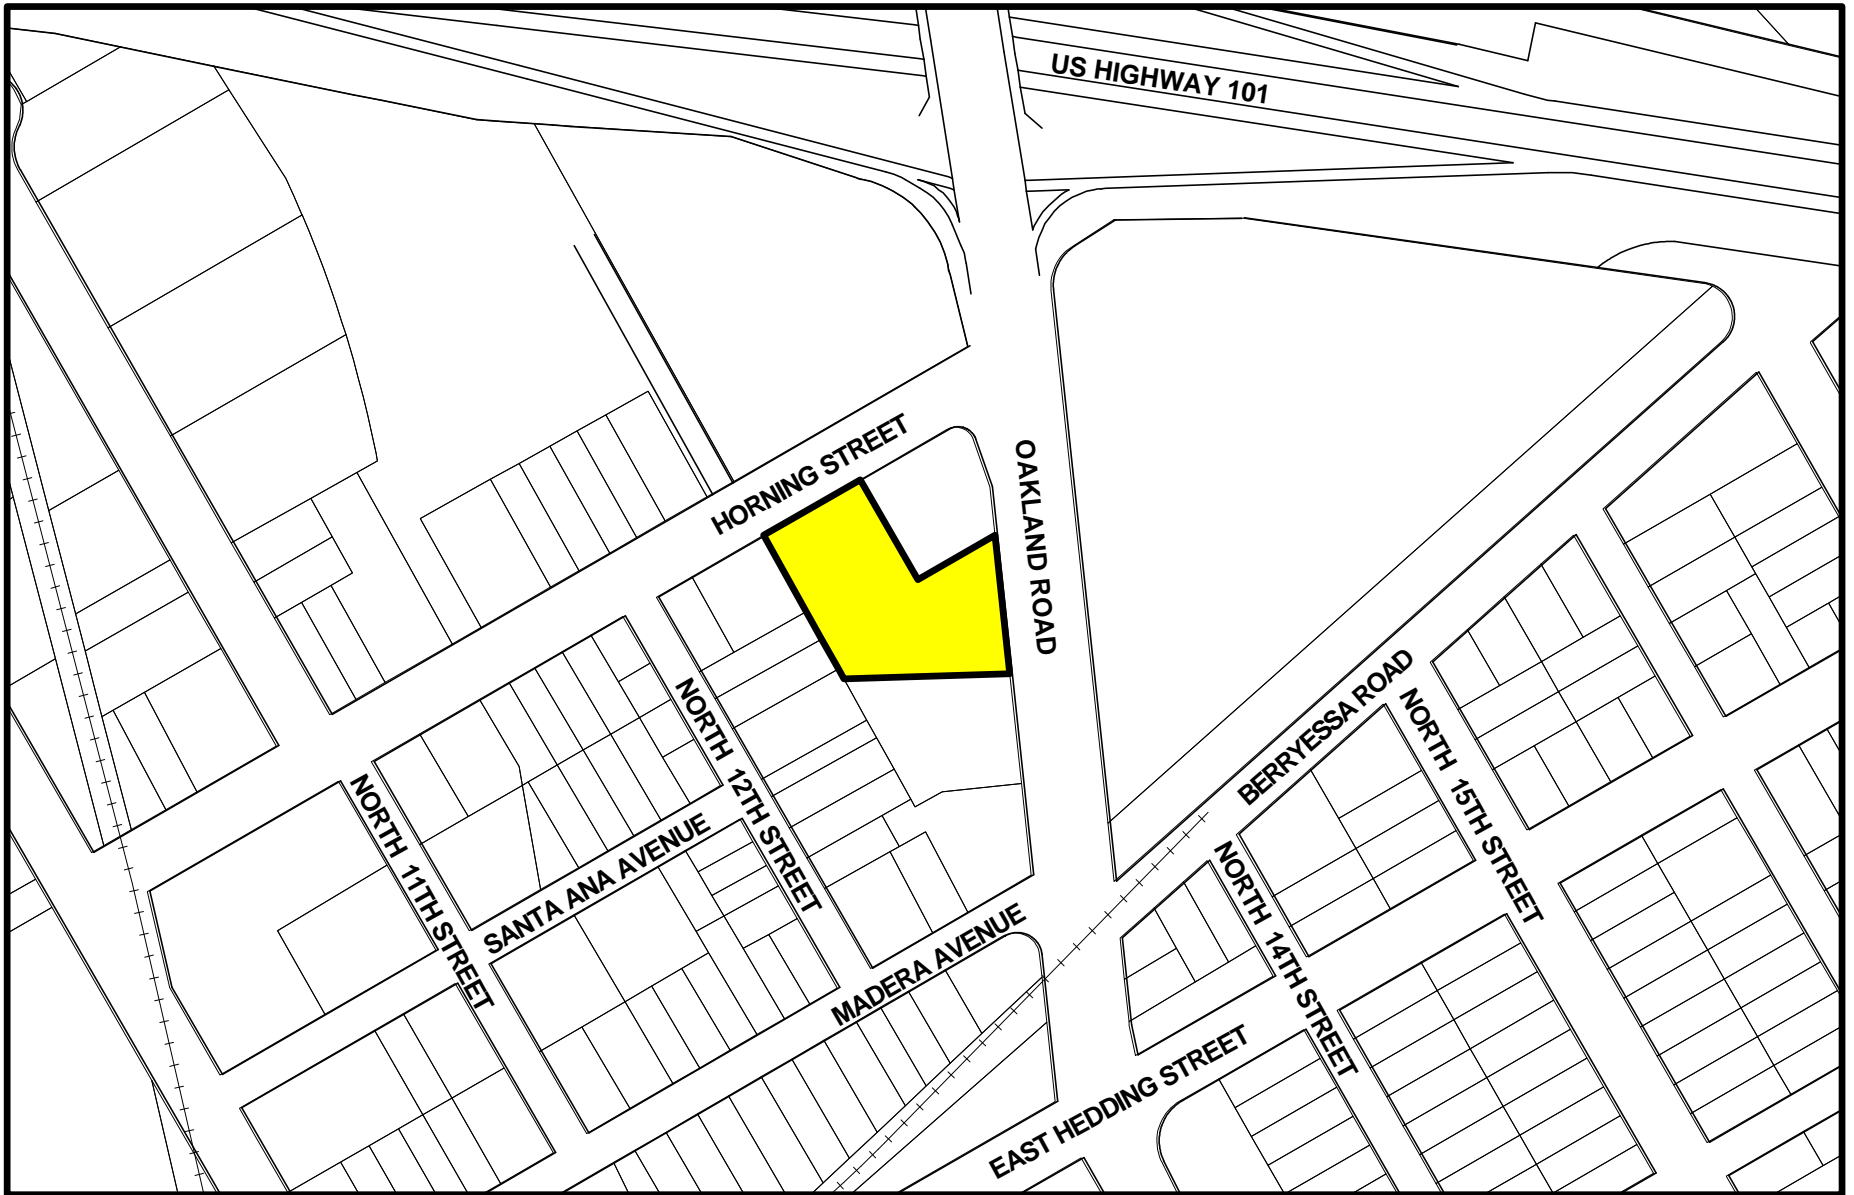 US HIGHWAY 101
HORNING STREET
OAKLAND ROAD
BERRYESSA ROAD
NORTH 12TH STREET
NORTH 15TH STREET
NORTH 11TH STREET
SANTA ANA AVENUE
NORTH 14TH STREET
MADERA AVENUE
EAST HEDDING STREET